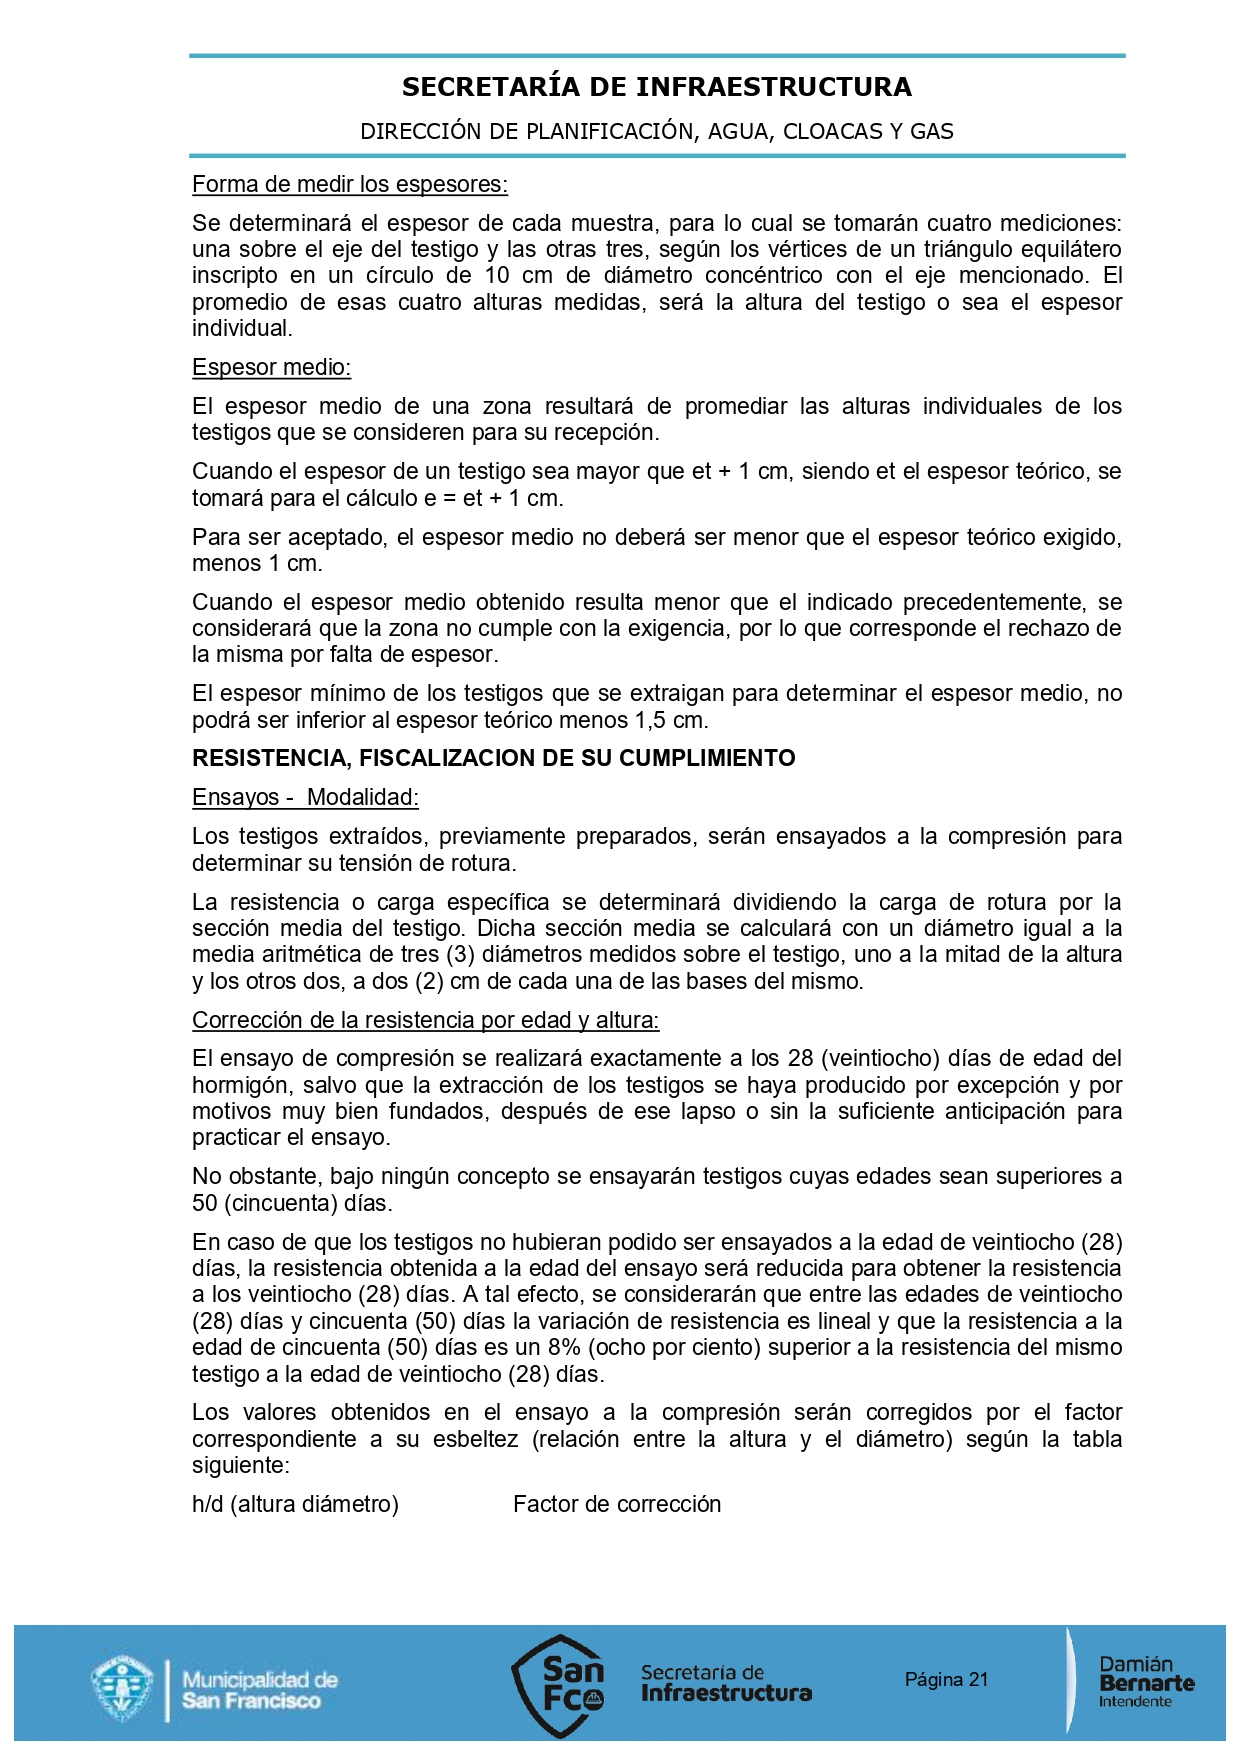 SECRETARÍA DE INFRAESTRUCTURA
DIRECCIÓN DE PLANIFICACIÓN, AGUA, CLOACAS Y GAS
Forma de medir los espesores:
Se determinará el espesor de cada muestra, para lo cual se tomarán cuatro mediciones:
una sobre el eje del testigo y las otras tres, según los vértices de un triángulo equilátero
inscripto en un círculo de 10 cm de diámetro concéntrico con el eje mencionado. El
promedio de esas cuatro alturas medidas, será la altura del testigo o sea el espesor
individual.
Espesor medio:
El espesor medio de una zona resultará de promediar las alturas individuales de los
testigos que se consideren para su recepción.
Cuando el espesor de un testigo sea mayor que et + 1 cm, siendo et el espesor teórico, se
tomará para el cálculo e = et + 1 cm.
Para ser aceptado, el espesor medio no deberá ser menor que el espesor teórico exigido,
menos 1 cm.
Cuando el espesor medio obtenido resulta menor que el indicado precedentemente, se
considerará que la zona no cumple con la exigencia, por lo que corresponde el rechazo de
la misma por falta de espesor.
El espesor mínimo de los testigos que se extraigan para determinar el espesor medio, no
podrá ser inferior al espesor teórico menos 1,5 cm.
RESISTENCIA, FISCALIZACION DE SU CUMPLIMIENTO
Ensayos -  Modalidad:
Los testigos extraídos, previamente preparados, serán ensayados a la compresión para
determinar su tensión de rotura.
La resistencia o carga específica se determinará dividiendo la carga de rotura por la
sección media del testigo. Dicha sección media se calculará con un diámetro igual a la
media aritmética de tres (3) diámetros medidos sobre el testigo, uno a la mitad de la altura
y los otros dos, a dos (2) cm de cada una de las bases del mismo.
Corrección de la resistencia por edad y altura:
El ensayo de compresión se realizará exactamente a los 28 (veintiocho) días de edad del
hormigón, salvo que la extracción de los testigos se haya producido por excepción y por
motivos muy bien fundados, después de ese lapso o sin la suficiente anticipación para
practicar el ensayo.
No obstante, bajo ningún concepto se ensayarán testigos cuyas edades sean superiores a
50 (cincuenta) días.
En caso de que los testigos no hubieran podido ser ensayados a la edad de veintiocho (28)
días, la resistencia obtenida a la edad del ensayo será reducida para obtener la resistencia
a los veintiocho (28) días. A tal efecto, se considerarán que entre las edades de veintiocho
(28) días y cincuenta (50) días la variación de resistencia es lineal y que la resistencia a la
edad de cincuenta (50) días es un 8% (ocho por ciento) superior a la resistencia del mismo
testigo a la edad de veintiocho (28) días.
Los valores obtenidos en el ensayo a la compresión serán corregidos por el factor
correspondiente a su esbeltez (relación entre la altura y el diámetro) según la tabla
siguiente:
h/d (altura diámetro) Factor de corrección
Municipalidad de
San Francisco
San
Fco
Secretaría de
Infraestructura
Página 21
Damián
Bernarte
Intendente